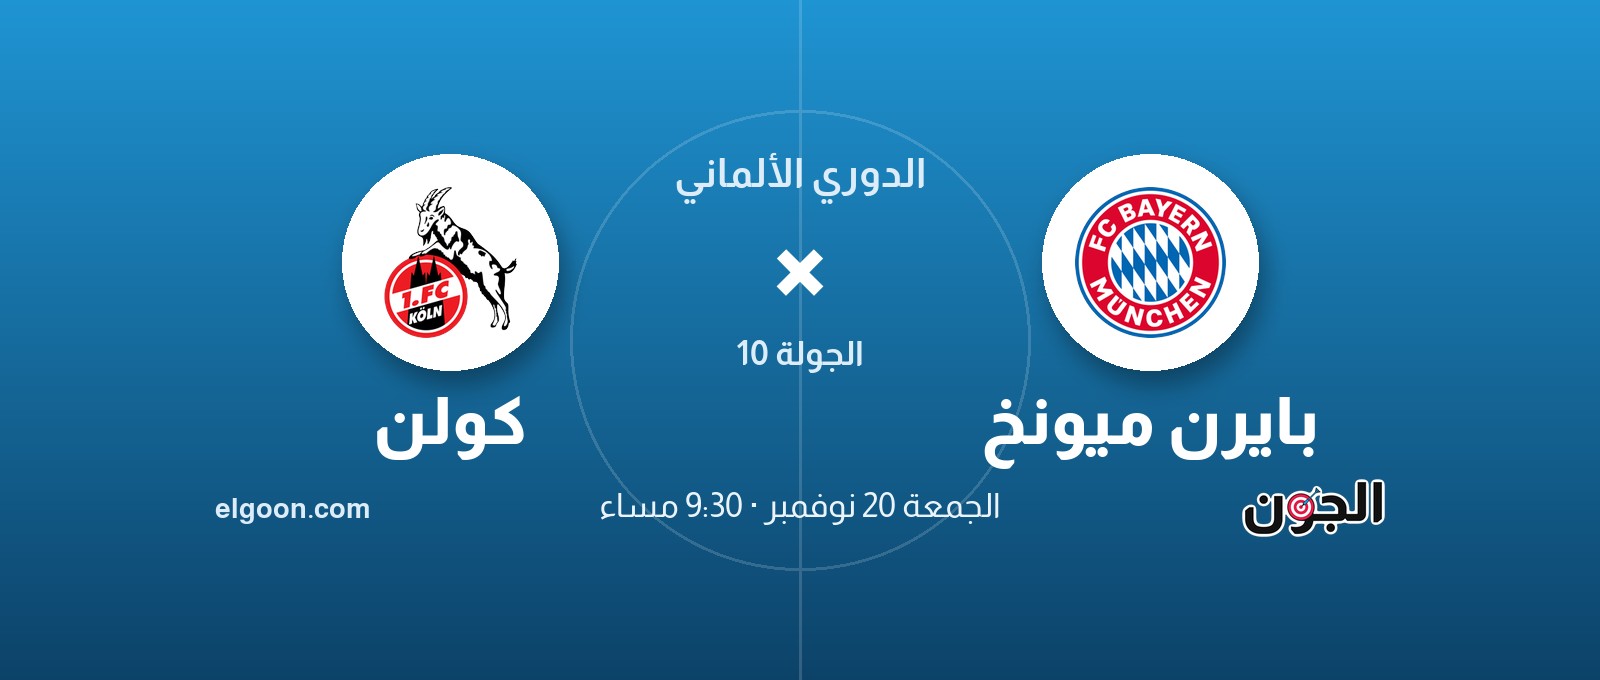 الدوري الألماني
×
الجولة 10
FC BAYERN MÜNCHEN
بايرن ميونخ
1.FC KÖLN
كولن
الجمعة 20 نوفمبر · 9:30 مساء
الجون
elgoon.com